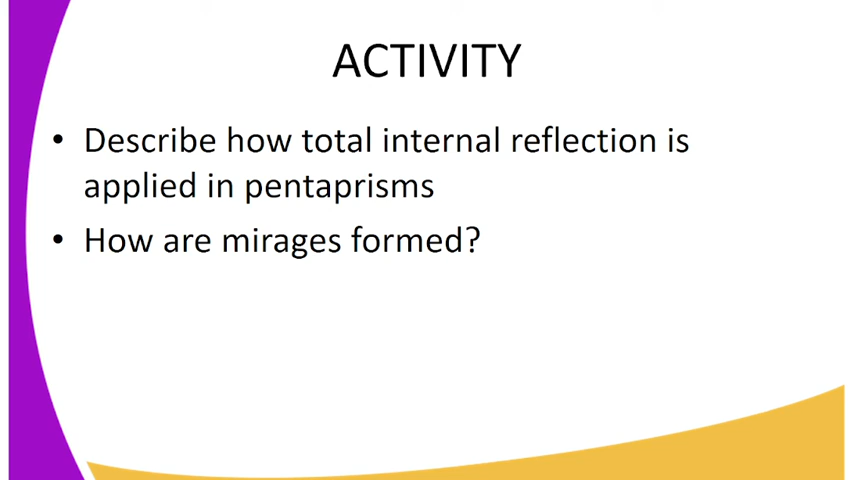 ACTIVITY
• Describe how total internal reflection is
applied in pentaprisms
• How are mirages formed?